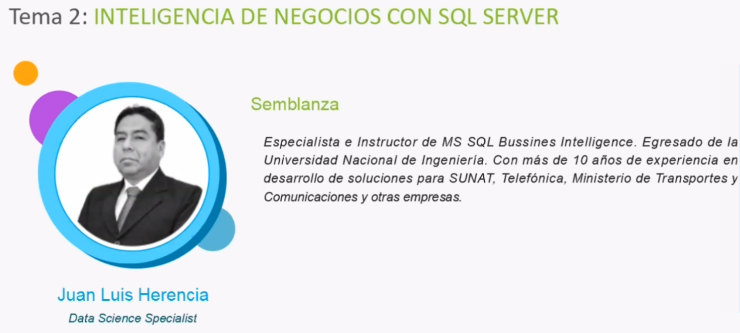 Tema 2: INTELIGENCIA DE NEGOCIOS CON SQL SERVER
Semblanza
Especialista e Instructor de MS SQL Bussines Intelligence. Egresado de la
Universidad Nacional de Ingeniería. Con más de 10 años de experiencia en
desarrollo de soluciones para SUNAT, Telefónica, Ministerio de Transportes y
Comunicaciones y otras empresas.
Juan Luis Herencia
Data Science Specialist